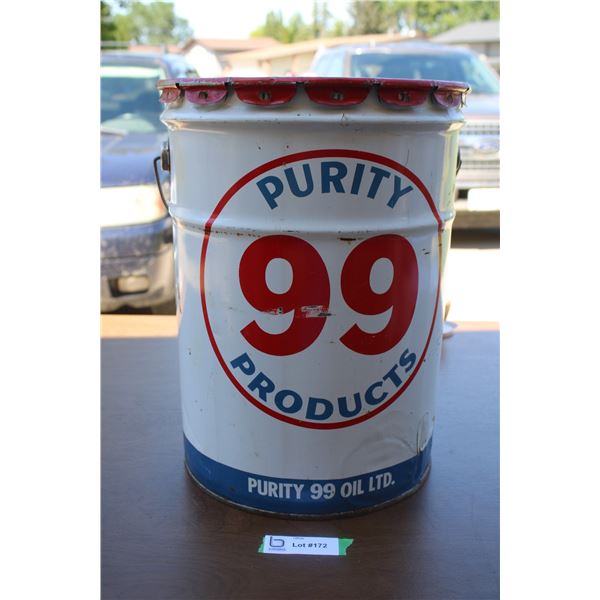 PURITY
99
PRODUCTS
PURITY 99 OIL LTD.
b Lot #172